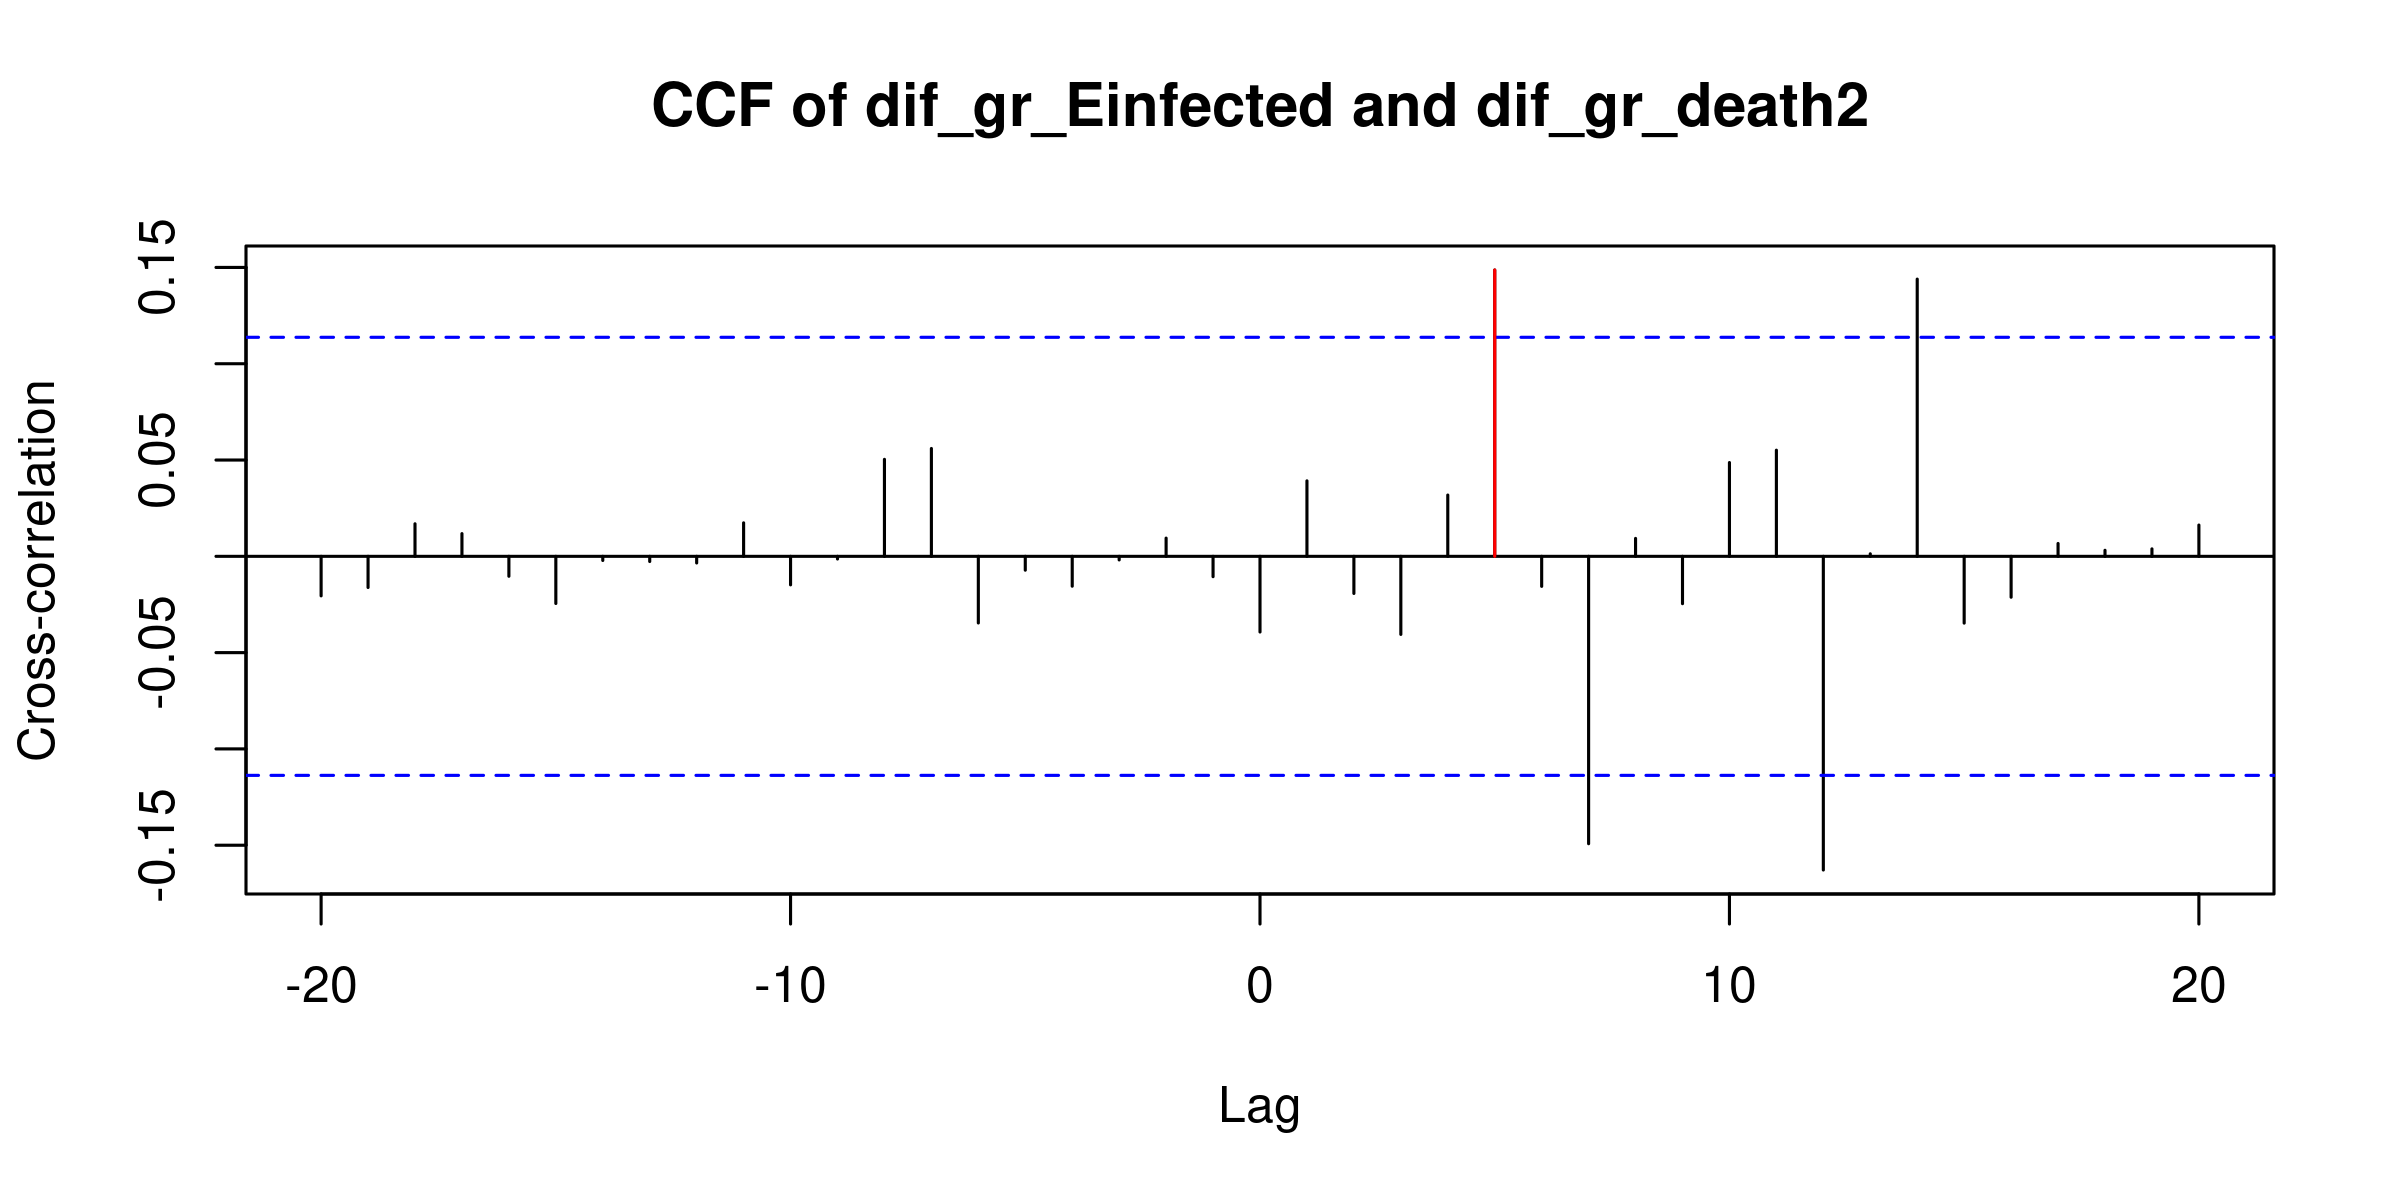 CCF of dif_gr_Einfected and dif_gr_death2
Cross-correlation
0.15
0.05
-0.05
-0.15
-20 -10 0 10 20
Lag